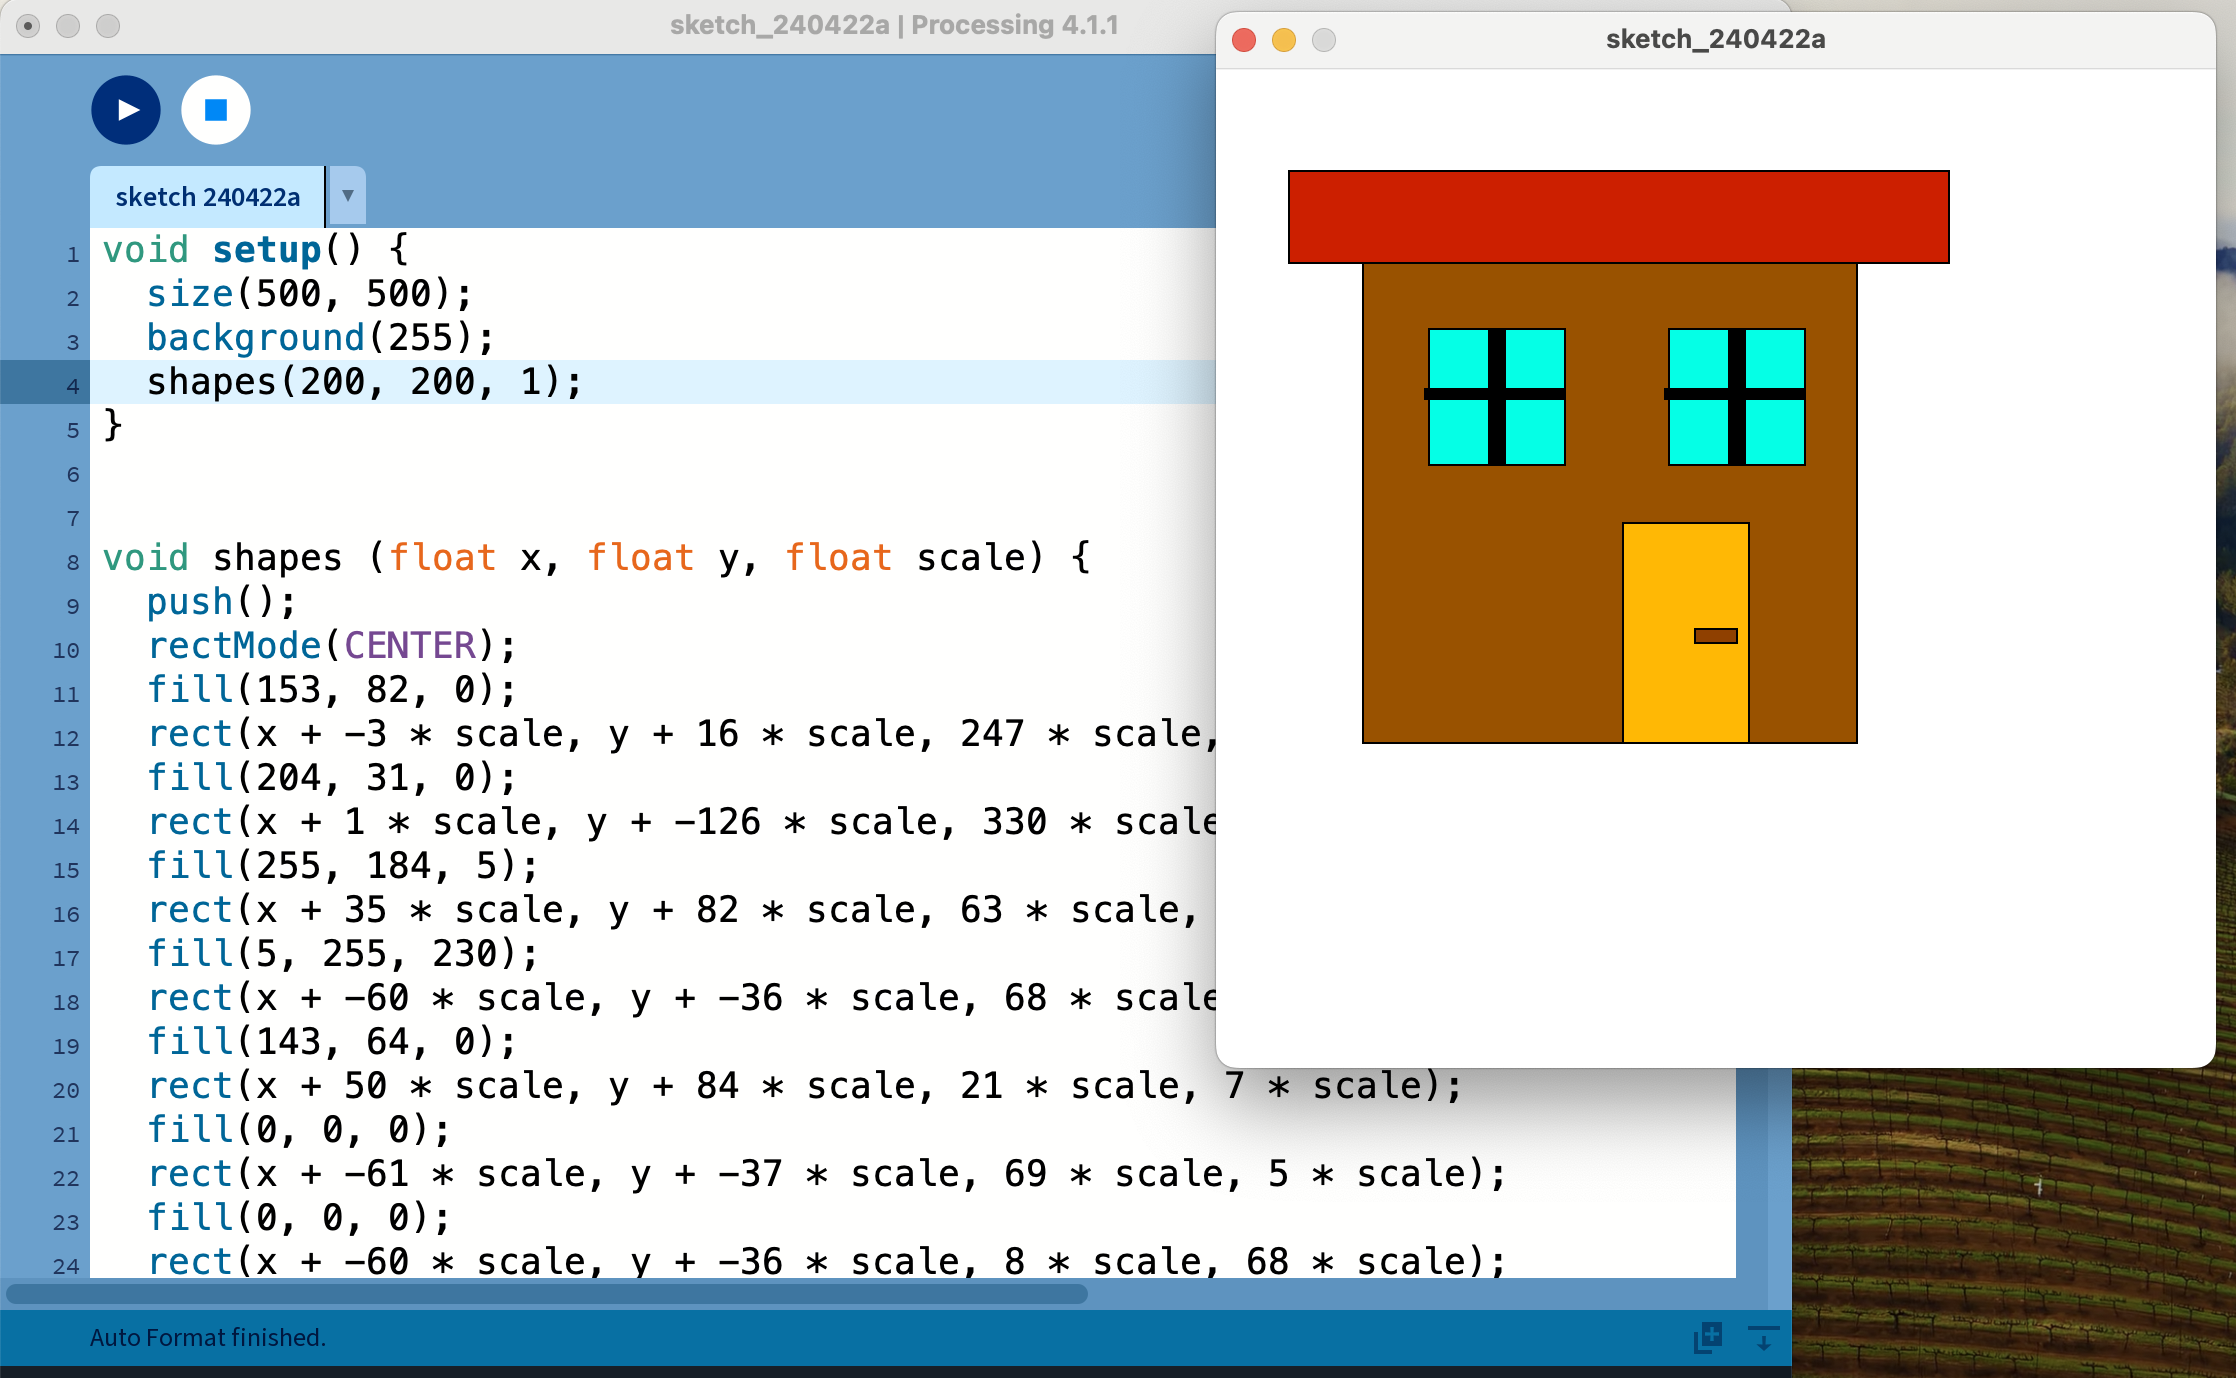 sketch_240422a | Processing 4.1.1
sketch_240422a
sketch 240422a
1 void setup() {
2 size(500, 500);
3 background(255);
4 shapes(200, 200, 1);
5 }
6
7
8 void shapes (float x, float y, float scale) {
9 push();
10 rectMode(CENTER);
11 fill(153, 82, 0);
12 rect(x + -3 * scale, y + 16 * scale, 247 * scale,
13 fill(204, 31, 0);
14 rect(x + 1 * scale, y + -126 * scale, 330 * scale
15 fill(255, 184, 5);
16 rect(x + 35 * scale, y + 82 * scale, 63 * scale,
17 fill(5, 255, 230);
18 rect(x + -60 * scale, y + -36 * scale, 68 * scale
19 fill(143, 64, 0);
20 rect(x + 50 * scale, y + 84 * scale, 21 * scale, 7 * scale);
21 fill(0, 0, 0);
22 rect(x + -61 * scale, y + -37 * scale, 69 * scale, 5 * scale);
23 fill(0, 0, 0);
24 rect(x + -60 * scale, y + -36 * scale, 8 * scale, 68 * scale);
Auto Format finished.